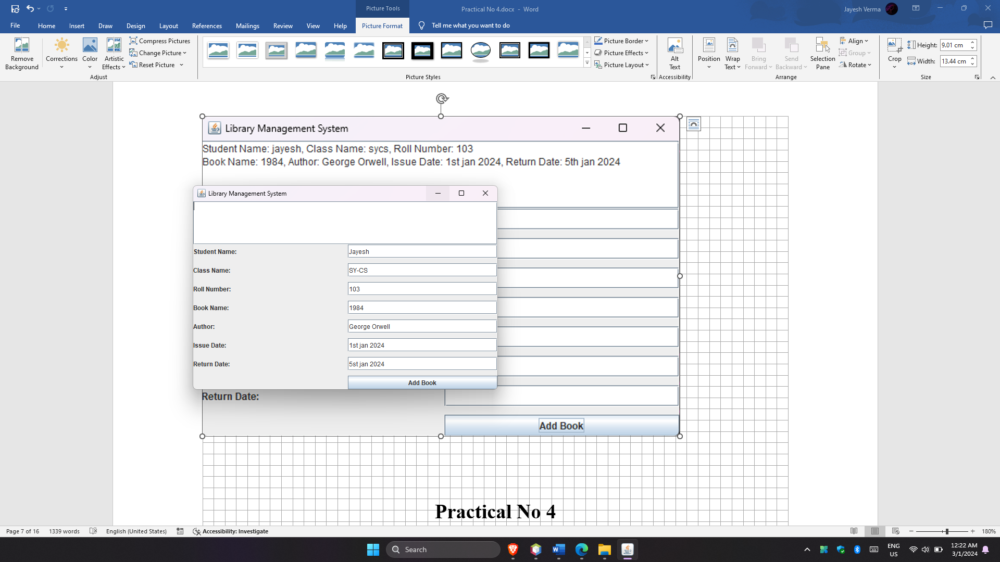 Picture Tools
Practical No 4.docx - Word
Jayesh Verma
File Home Insert Draw Design Layout References Mailings Review View Help Picture Format Tell me what you want to do
Remove Background
Corrections
Color
Artistic Effects
Compress Pictures
Change Picture
Reset Picture
Adjust
Picture Styles
Picture Border
Picture Effects
Picture Layout
Alt Text
Accessibility
Position
Wrap Text
Bring Forward
Send Backward
Selection Pane
Align
Group
Rotate
Arrange
Crop
Height: 9.01 cm
Width: 13.44 cm
Size
Library Management System
Student Name: jayesh, Class Name: sycs, Roll Number: 103
Book Name: 1984, Author: George Orwell, Issue Date: 1st jan 2024, Return Date: 5th jan 2024
Library Management System
Student Name: Jayesh
Class Name: SY-CS
Roll Number: 103
Book Name: 1984
Author: George Orwell
Issue Date: 1st jan 2024
Return Date: 5st jan 2024
Add Book
Return Date:
Add Book
Practical No 4
Page 7 of 16 1339 words English (United States) Accessibility: Investigate 180%
Search
ENG
US
12:22 AM
3/1/2024